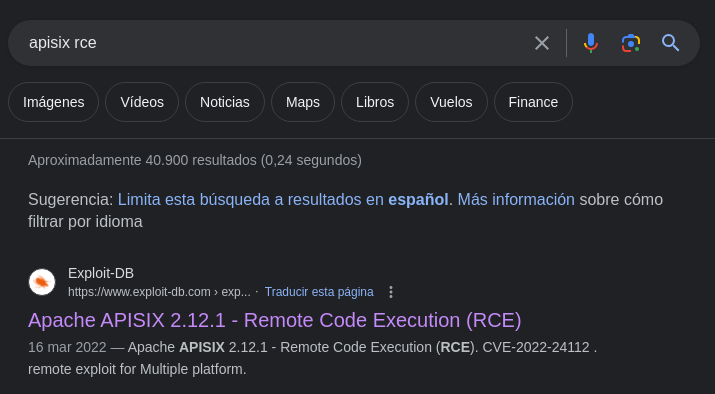 apisix rce
Imágenes Vídeos Noticias Maps Libros Vuelos Finance
Aproximadamente 40.900 resultados (0,24 segundos)
Sugerencia: Limita esta búsqueda a resultados en español. Más información sobre cómo
filtrar por idioma
Exploit-DB
https://www.exploit-db.com › exp... · Traducir esta página
Apache APISIX 2.12.1 - Remote Code Execution (RCE)
16 mar 2022 — Apache APISIX 2.12.1 - Remote Code Execution (RCE). CVE-2022-24112 .
remote exploit for Multiple platform.